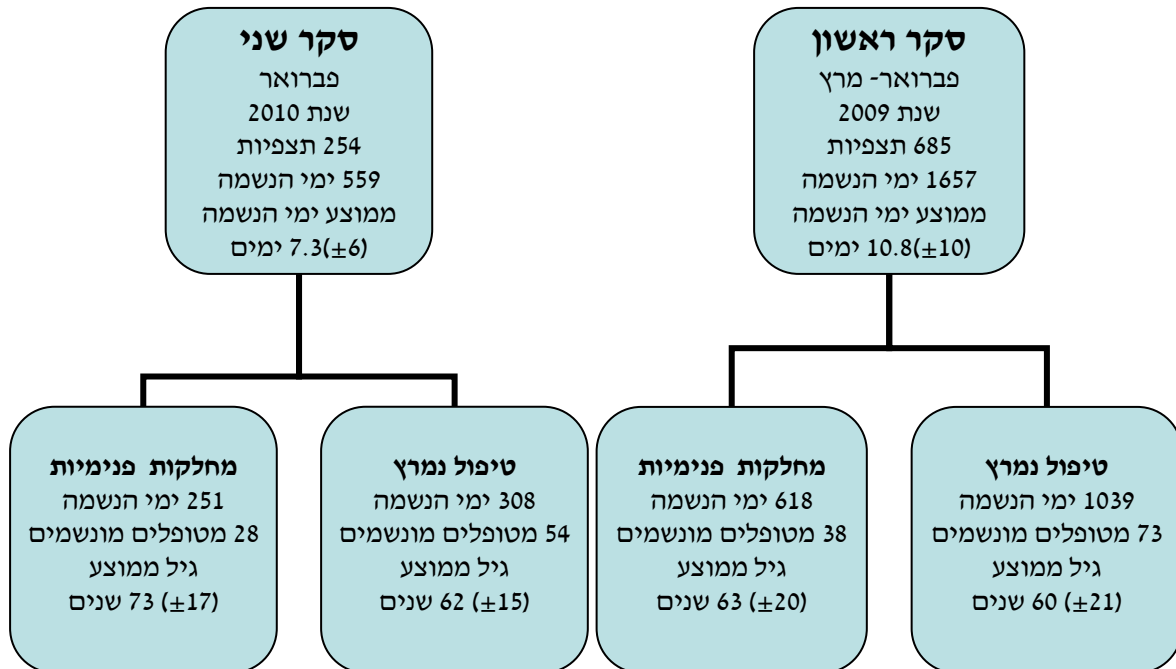 סקר ראשון
פברואר- מרץ
שנת 2009
685 תצפיות
1657 ימי הנשמה
ממוצע ימי הנשמה
10.8(±10) ימים
סקר שני
פברואר
שנת 2010
254 תצפיות
559 ימי הנשמה
ממוצע ימי הנשמה
7.3(±6) ימים
טיפול נמרץ
1039 ימי הנשמה
73 מטופלים מונשמים
גיל ממוצע
60 (±21) שנים
מחלקות פנימיות
618 ימי הנשמה
38 מטופלים מונשמים
גיל ממוצע
63 (±20) שנים
טיפול נמרץ
308 ימי הנשמה
54 מטופלים מונשמים
גיל ממוצע
62 (±15) שנים
מחלקות פנימיות
251 ימי הנשמה
28 מטופלים מונשמים
גיל ממוצע
73 (±17) שנים